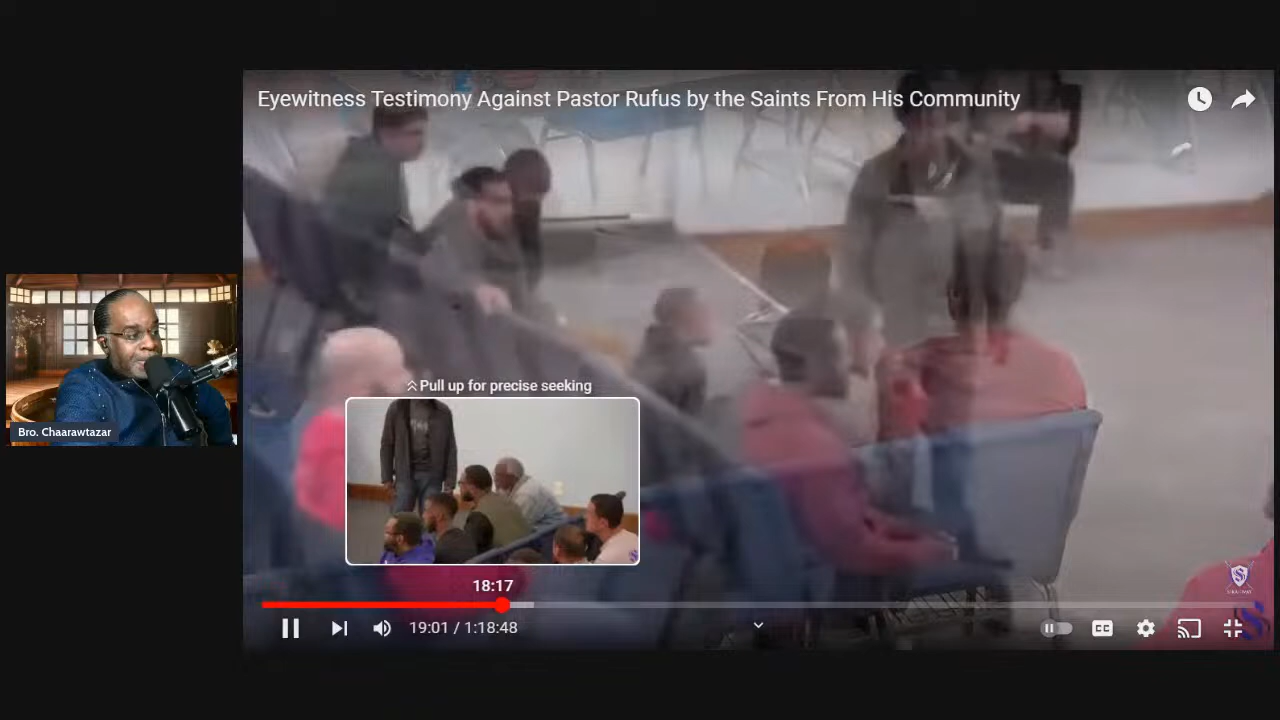 Eyewitness Testimony Against Pastor Rufus by the Saints From His Community
Pull up for precise seeking
Bro. Chaarawtazar
18:17
19:01 / 1:18:48
CC